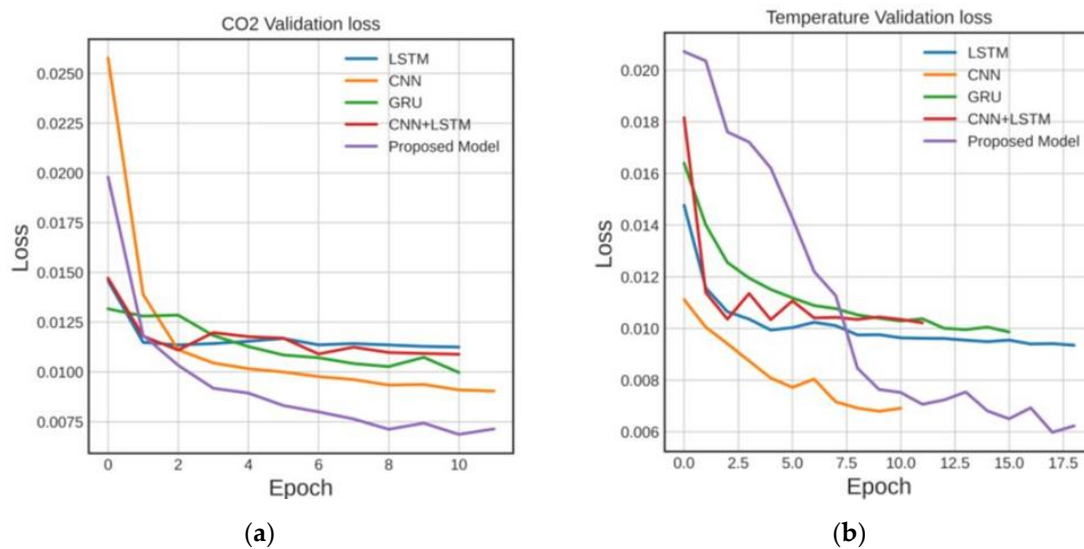 CO2 Validation loss
LSTM
CNN
GRU
CNN+LSTM
Proposed Model
0.0250
0.0225
0.0200
0.0175
0.0150
0.0125
0.0100
0.0075
Loss
0
2
4
6
8
10
Epoch
(a)
Temperature Validation loss
LSTM
CNN
GRU
CNN+LSTM
Proposed Model
0.020
0.018
0.016
0.014
0.012
0.010
0.008
0.006
Loss
0.0
2.5
5.0
7.5
10.0
12.5
15.0
17.5
Epoch
(b)